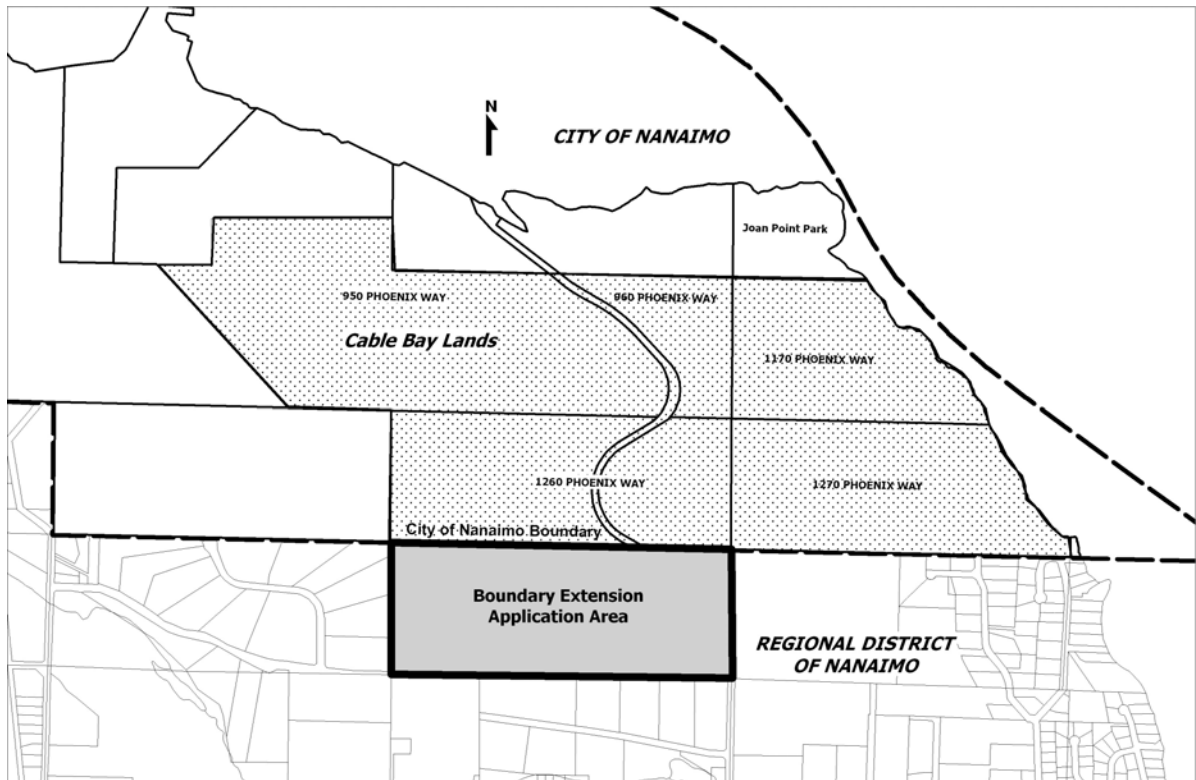 N
CITY OF NANAIMO
Joan Point Park
950 PHOENIX WAY
960 PHOENIX WAY
Cable Bay Lands
1170 PHOENIX WAY
1260 PHOENIX WAY
1270 PHOENIX WAY
City of Nanaimo Boundary
Boundary Extension
Application Area
REGIONAL DISTRICT
OF NANAIMO